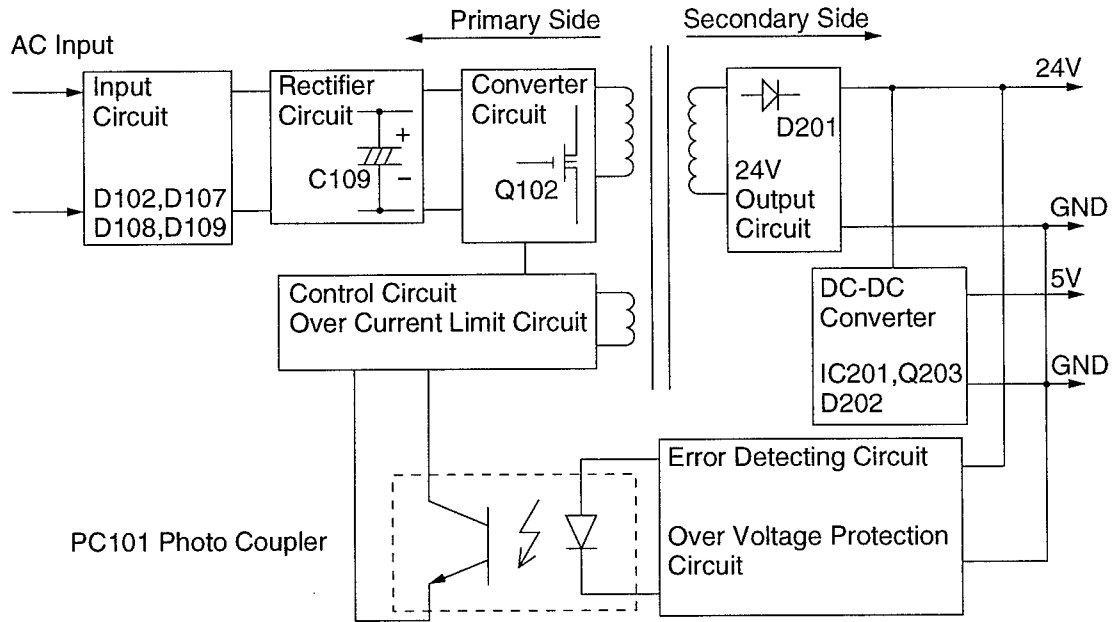 Primary Side
Secondary Side
AC Input
Input
Circuit
D102,D107
D108,D109
Rectifier
Circuit
+
C109
−
Converter
Circuit
Q102
D201
24V
Output
Circuit
24V
GND
Control Circuit
Over Current Limit Circuit
DC-DC
Converter
IC201,Q203
D202
5V
GND
PC101 Photo Coupler
Error Detecting Circuit
Over Voltage Protection
Circuit